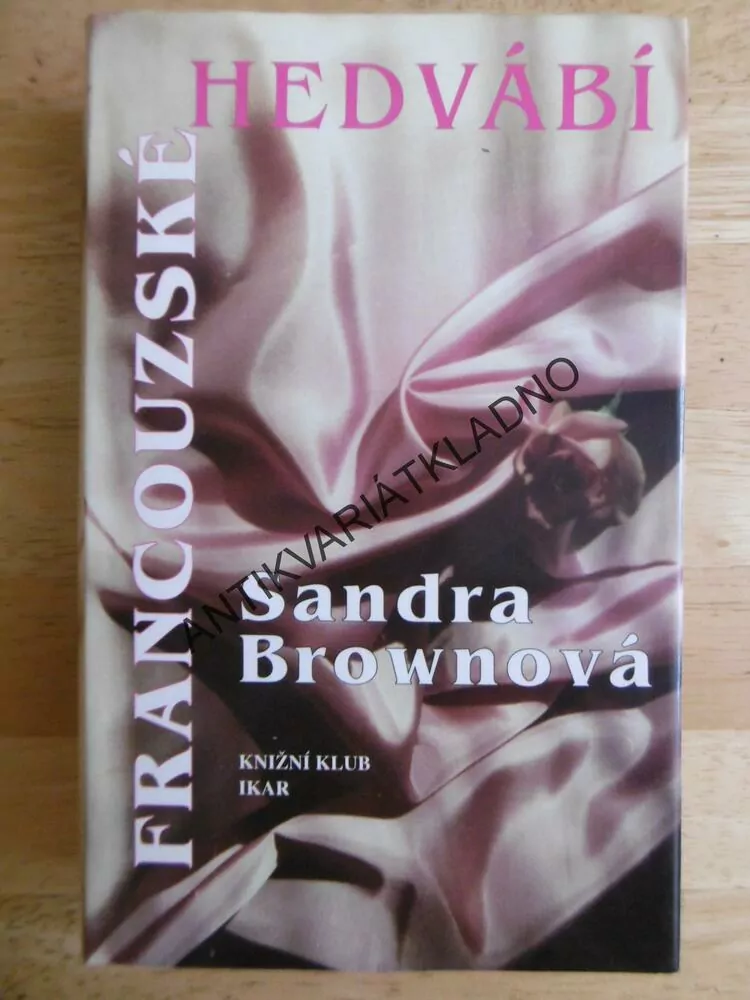 FRANCOUZSKÉ
HEDVÁBÍ
ANTIKVARIÁTKLADNO
Sandra
Brownová
KNIŽNÍ KLUB
IKAR